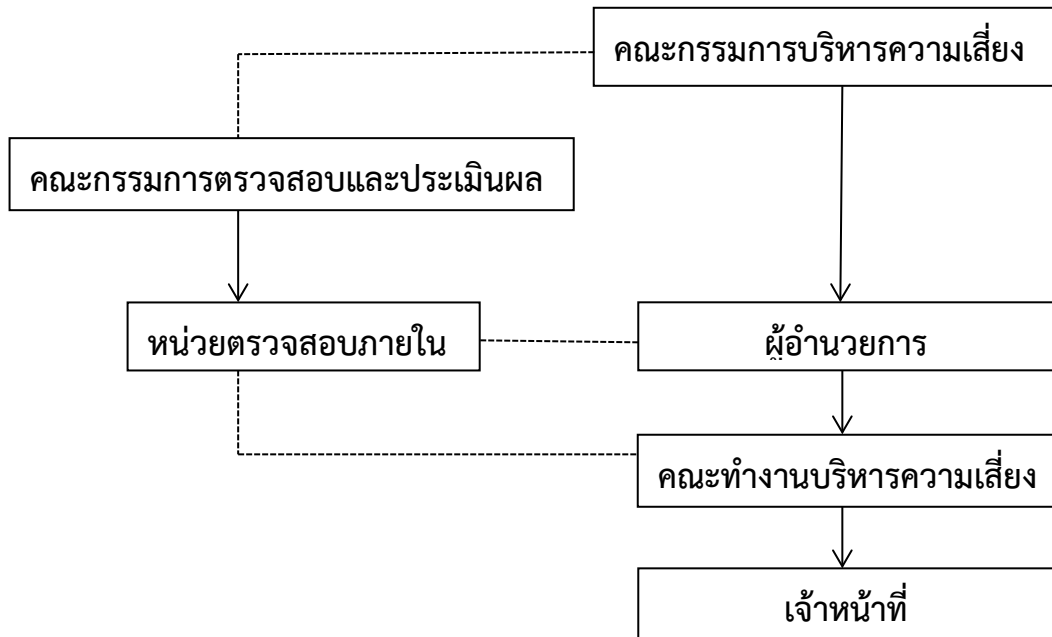 คณะกรรมการบริหารความเสี่ยง
คณะกรรมการตรวจสอบและประเมินผล
หน่วยตรวจสอบภายใน
ผู้อำนวยการ
คณะทำงานบริหารความเสี่ยง
เจ้าหน้าที่